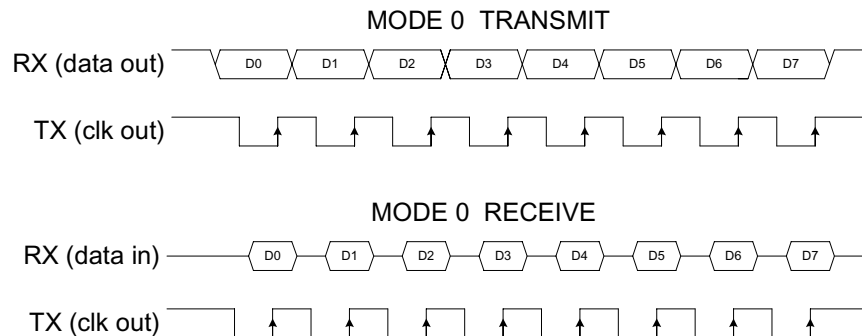 MODE 0 TRANSMIT
RX (data out) D0 D1 D2 D3 D4 D5 D6 D7
TX (clk out)
MODE 0 RECEIVE
RX (data in) D0 D1 D2 D3 D4 D5 D6 D7
TX (clk out)